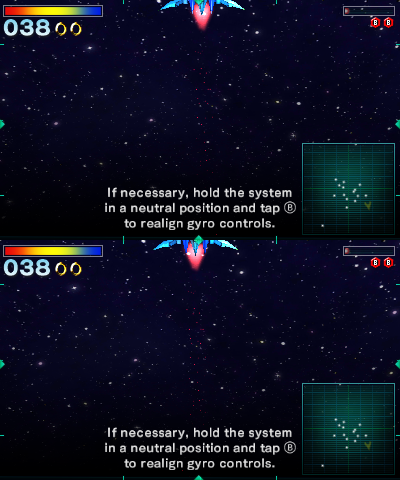 038
B B
If necessary, hold the system
in a neutral position and tap Ⓑ
to realign gyro controls.
038
B B
If necessary, hold the system
in a neutral position and tap Ⓑ
to realign gyro controls.